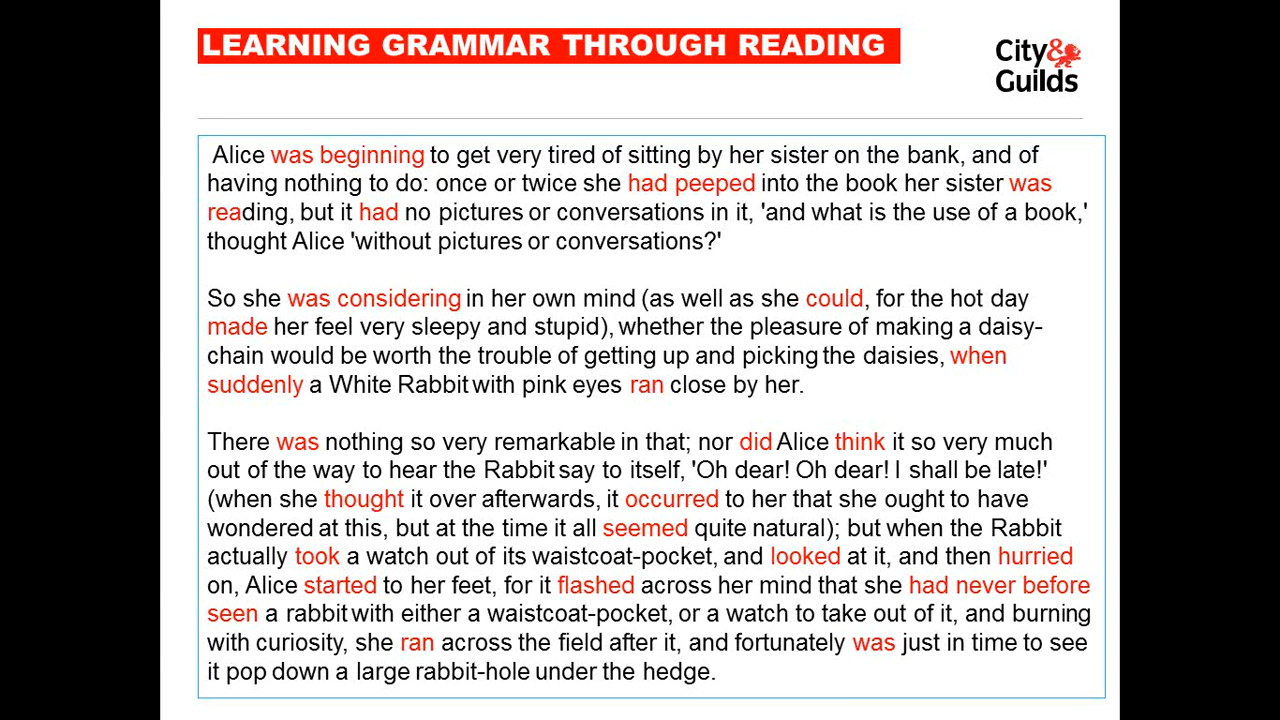 LEARNING GRAMMAR THROUGH READING
City&
Guilds
Alice was beginning to get very tired of sitting by her sister on the bank, and of
having nothing to do: once or twice she had peeped into the book her sister was
reading, but it had no pictures or conversations in it, 'and what is the use of a book,'
thought Alice 'without pictures or conversations?'
So she was considering in her own mind (as well as she could, for the hot day
made her feel very sleepy and stupid), whether the pleasure of making a daisy-
chain would be worth the trouble of getting up and picking the daisies, when
suddenly a White Rabbit with pink eyes ran close by her.
There was nothing so very remarkable in that; nor did Alice think it so very much
out of the way to hear the Rabbit say to itself, 'Oh dear! Oh dear! I shall be late!'
(when she thought it over afterwards, it occurred to her that she ought to have
wondered at this, but at the time it all seemed quite natural); but when the Rabbit
actually took a watch out of its waistcoat-pocket, and looked at it, and then hurried
on, Alice started to her feet, for it flashed across her mind that she had never before
seen a rabbit with either a waistcoat-pocket, or a watch to take out of it, and burning
with curiosity, she ran across the field after it, and fortunately was just in time to see
it pop down a large rabbit-hole under the hedge.